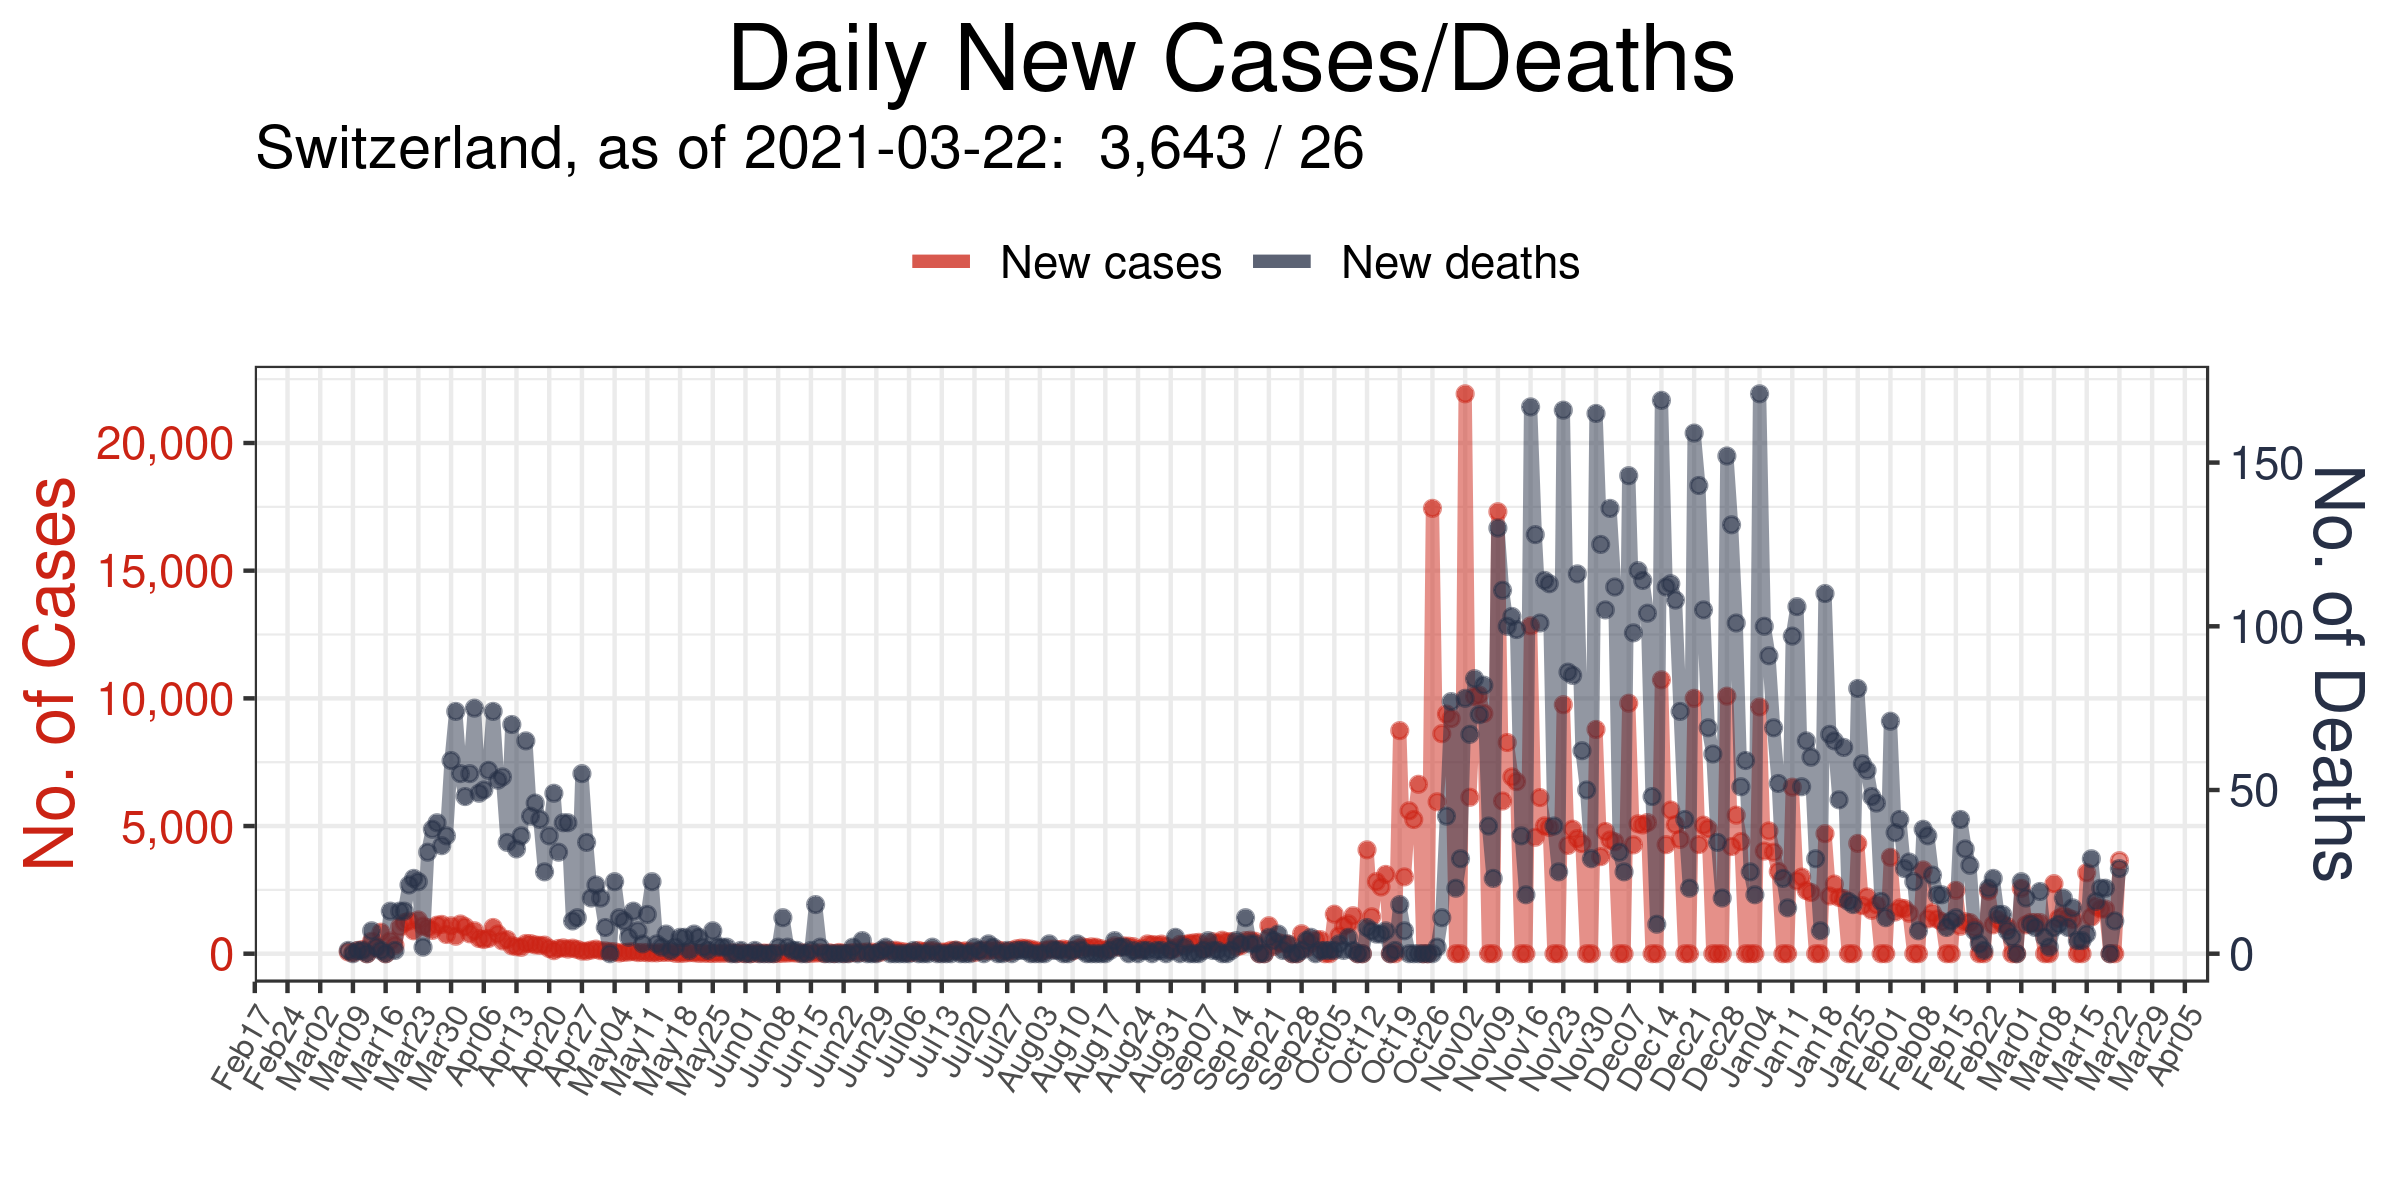 Daily New Cases/Deaths
Switzerland, as of 2021-03-22:  3,643 / 26
New cases New deaths
No. of Cases
20,000
15,000
10,000
5,000
0
150
100
50
0
No. of Deaths
Feb17 Feb24 Mar02 Mar09 Mar16 Mar23 Mar30 Apr06 Apr13 Apr20 Apr27 May04 May11 May18 May25 Jun01 Jun08 Jun15 Jun22 Jun29 Jul06 Jul13 Jul20 Jul27 Aug03 Aug10 Aug17 Aug24 Aug31 Sep07 Sep14 Sep21 Sep28 Oct05 Oct12 Oct19 Oct26 Nov02 Nov09 Nov16 Nov23 Nov30 Dec07 Dec14 Dec21 Dec28 Jan04 Jan11 Jan18 Jan25 Feb01 Feb08 Feb15 Feb22 Mar01 Mar08 Mar15 Mar22 Mar29 Apr05